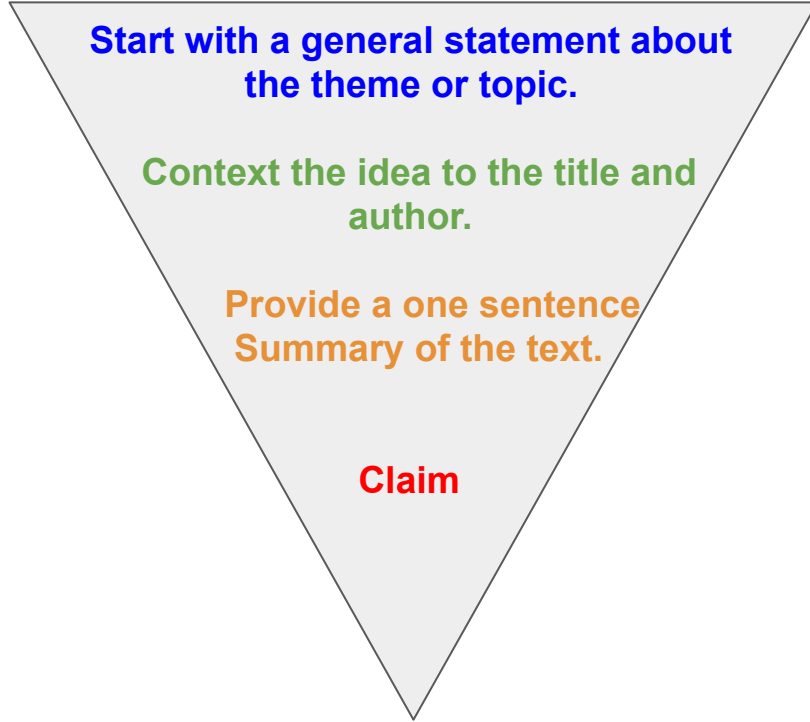 Start with a general statement about
the theme or topic.
Context the idea to the title and
author.
Provide a one sentence
Summary of the text.
Claim